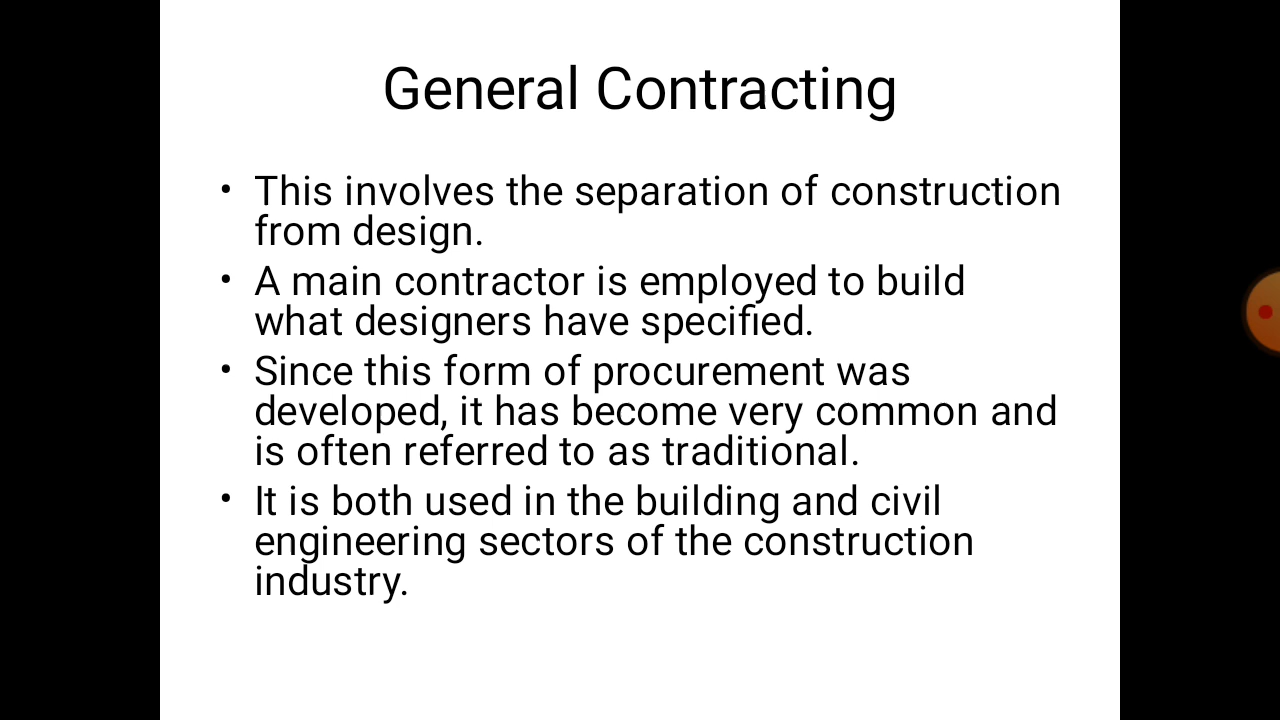 General Contracting
• This involves the separation of construction
from design.
• A main contractor is employed to build
what designers have specified.
• Since this form of procurement was
developed, it has become very common and
is often referred to as traditional.
• It is both used in the building and civil
engineering sectors of the construction
industry.